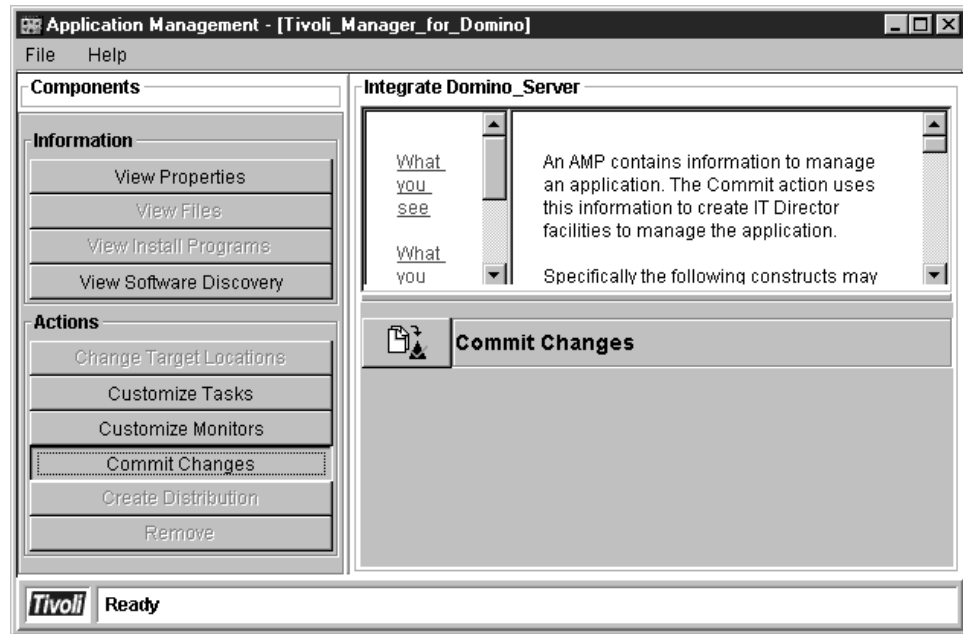 Application Management - [Tivoli_Manager_for_Domino]
File Help
Components
Information
View Properties
View Files
View Install Programs
View Software Discovery
Actions
Change Target Locations
Customize Tasks
Customize Monitors
Commit Changes
Create Distribution
Remove
Integrate Domino_Server
What
you
see
What
you
An AMP contains information to manage
an application. The Commit action uses
this information to create IT Director
facilities to manage the application.
Specifically the following constructs may
Commit Changes
Tivoli Ready